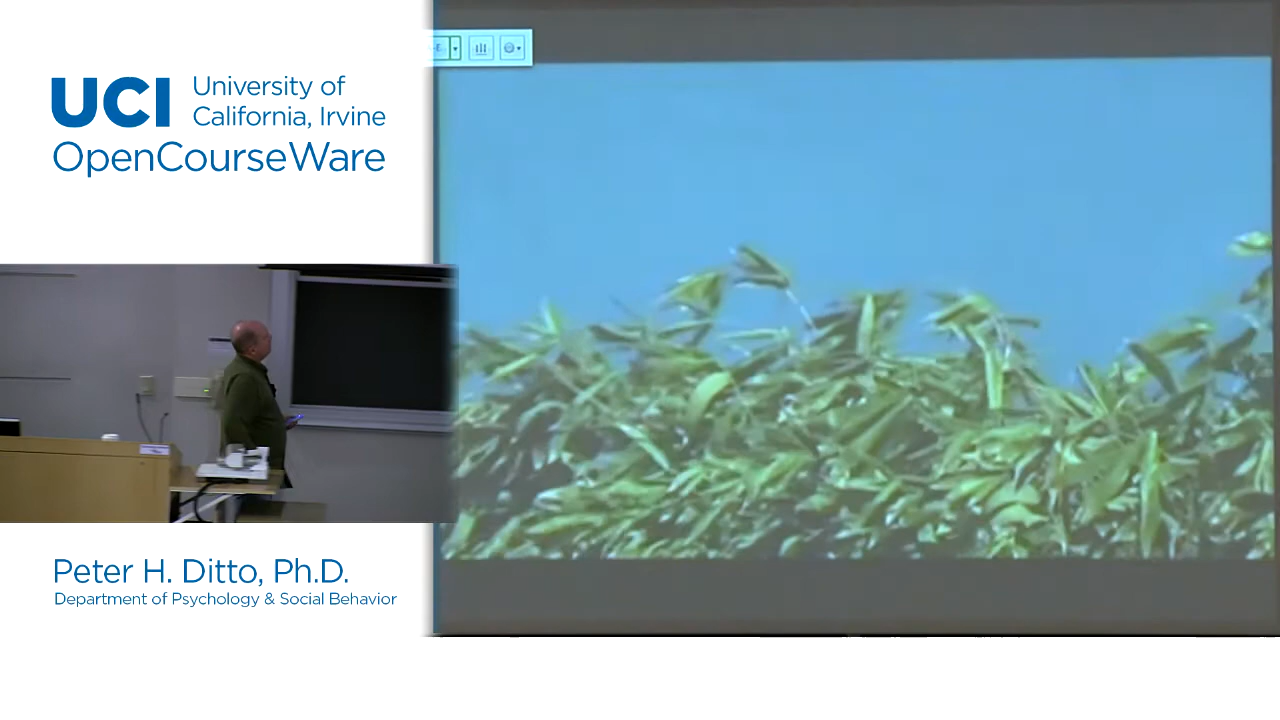 UCI University of
California, Irvine
OpenCourseWare
Peter H. Ditto, Ph.D.
Department of Psychology & Social Behavior